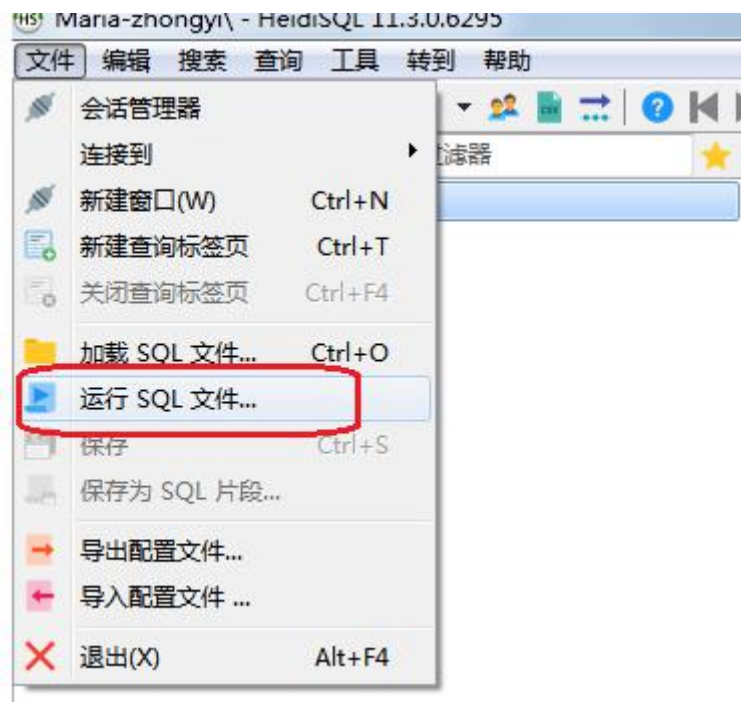 Maria-zhongyi\ - HeidiSQL 11.3.0.6295
文件 编辑 搜索 查询 工具 转到 帮助
会话管理器
连接到
滤器
新建窗口(W) Ctrl+N
新建查询标签页 Ctrl+T
关闭查询标签页 Ctrl+F4
加载 SQL 文件... Ctrl+O
运行 SQL 文件...
保存 Ctrl+S
保存为 SQL 片段...
导出配置文件...
导入配置文件 ...
退出(X) Alt+F4